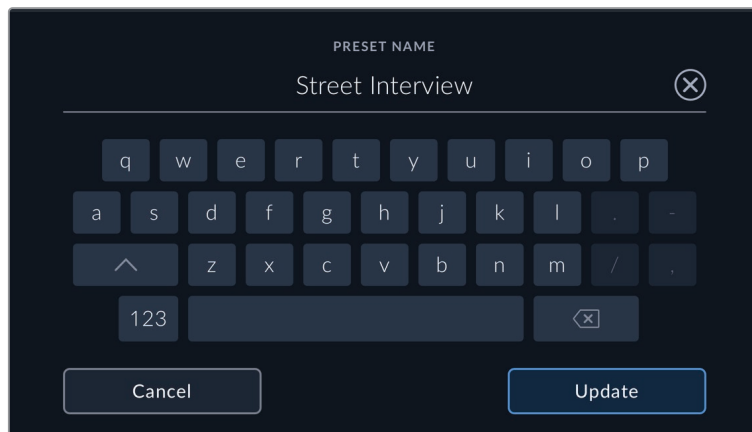 PRESET NAME
Street Interview
q w e r t y u i o p
a s d f g h j k l . -
z x c v b n m / ,
123
Cancel Update